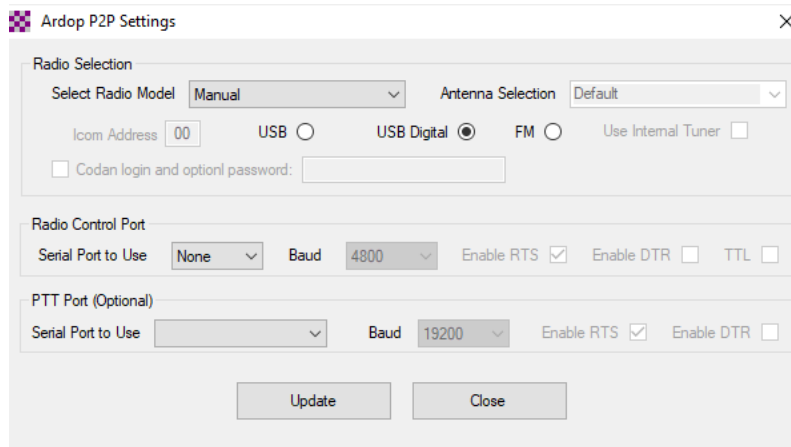 Ardop P2P Settings
Radio Selection
Select Radio Model Manual Antenna Selection Default
Icom Address 00 USB USB Digital FM Use Internal Tuner
Codan login and optionl password:
Radio Control Port
Serial Port to Use None Baud 4800 Enable RTS Enable DTR TTL
PTT Port (Optional)
Serial Port to Use Baud 19200 Enable RTS Enable DTR
Update Close